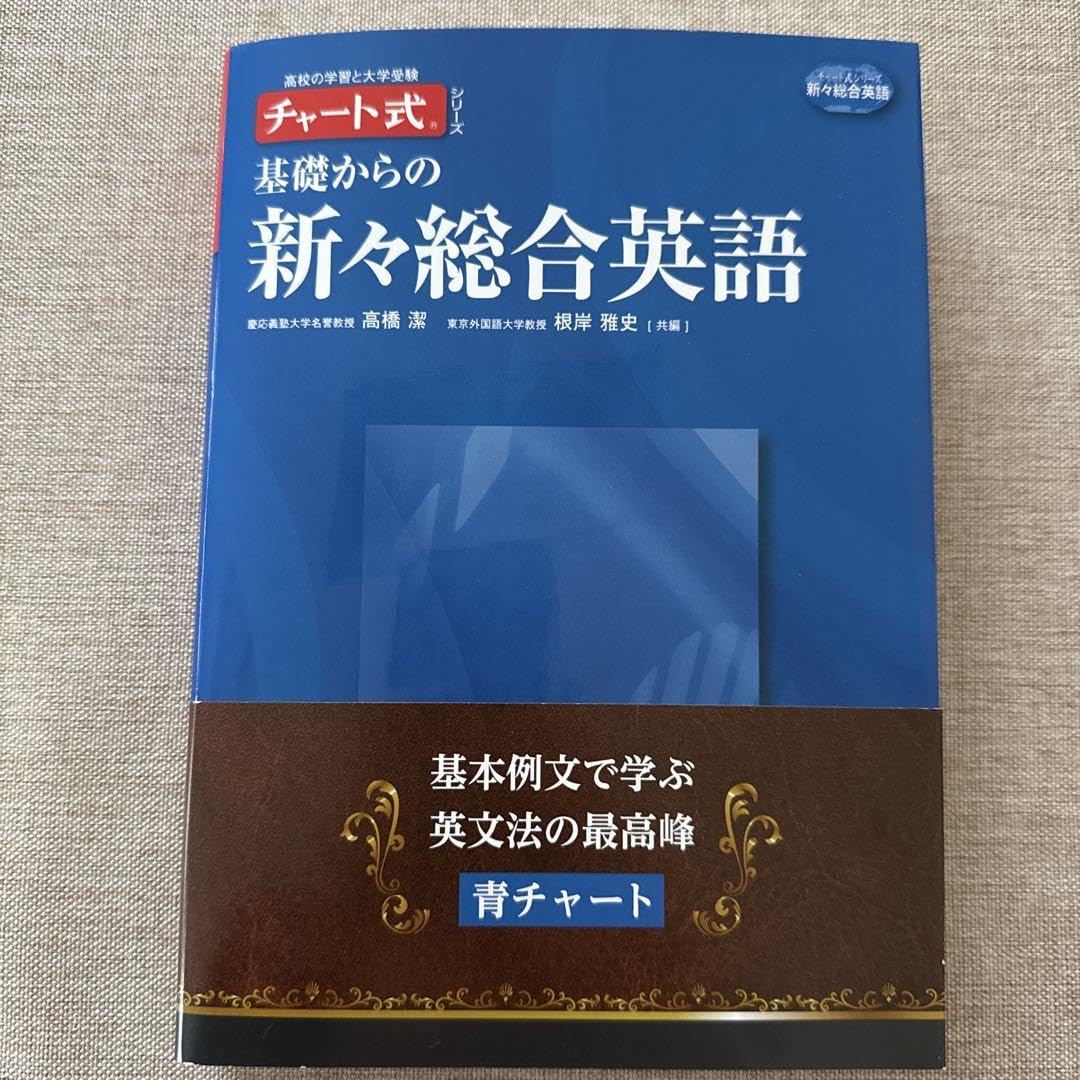 高校の学習と大学受験
チャート式® シリーズ
チャート式シリーズ
新々総合英語
基礎からの
新々総合英語
慶応義塾大学名誉教授 高橋 潔 東京外国語大学教授 根岸 雅史 [共編]
基本例文で学ぶ
英文法の最高峰
青チャート